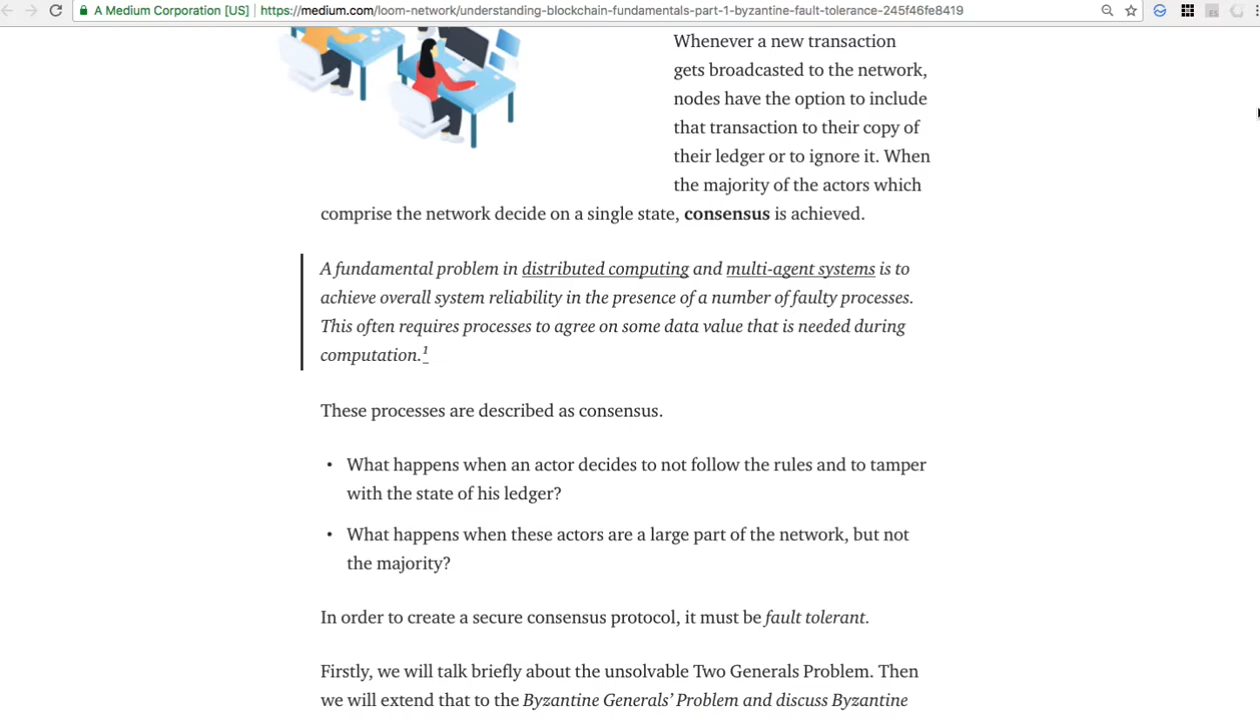 A Medium Corporation [US] https://medium.com/loom-network/understanding-blockchain-fundamentals-part-1-byzantine-fault-tolerance-245f46fe8419
ES
Whenever a new transaction
gets broadcasted to the network,
nodes have the option to include
that transaction to their copy of
their ledger or to ignore it. When
the majority of the actors which
comprise the network decide on a single state, consensus is achieved.
A fundamental problem in distributed computing and multi-agent systems is to
achieve overall system reliability in the presence of a number of faulty processes.
This often requires processes to agree on some data value that is needed during
computation.¹
These processes are described as consensus.
• What happens when an actor decides to not follow the rules and to tamper
with the state of his ledger?
• What happens when these actors are a large part of the network, but not
the majority?
In order to create a secure consensus protocol, it must be fault tolerant.
Firstly, we will talk briefly about the unsolvable Two Generals Problem. Then
we will extend that to the Byzantine Generals’ Problem and discuss Byzantine